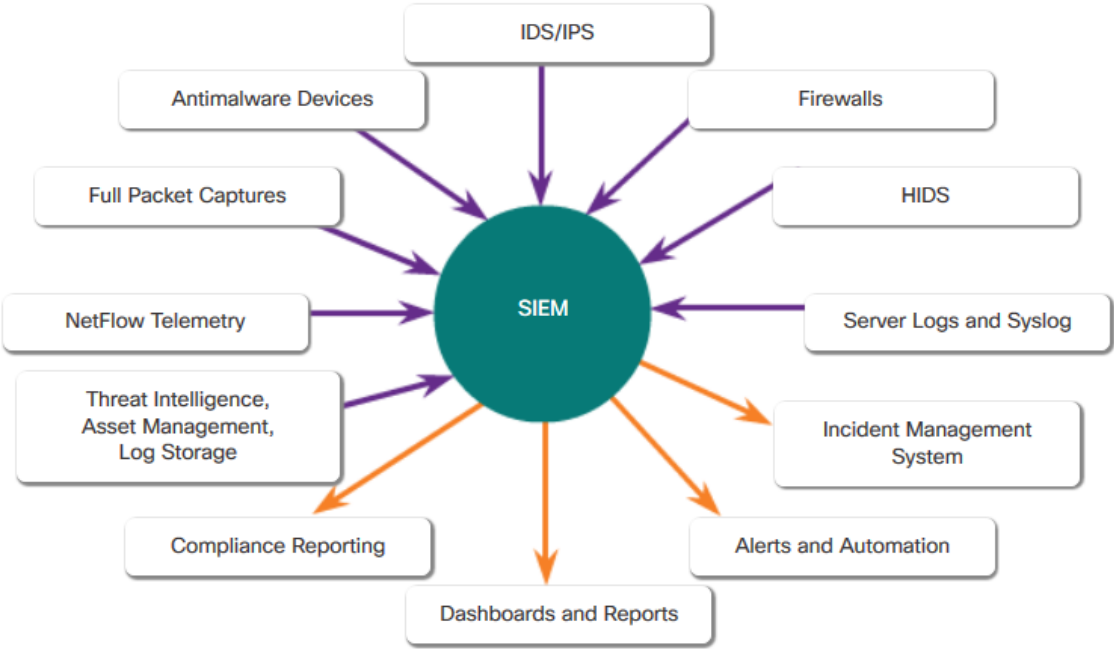 IDS/IPS
Antimalware Devices
Firewalls
Full Packet Captures
HIDS
SIEM
NetFlow Telemetry
Server Logs and Syslog
Threat Intelligence,
Asset Management,
Log Storage
Incident Management
System
Compliance Reporting
Alerts and Automation
Dashboards and Reports